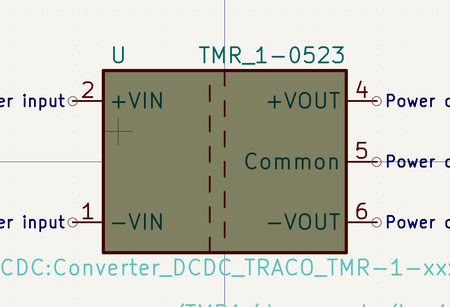 U TMR_1-0523
er input 2 +VIN +VOUT 4 Power
Common 5 Power
er input 1 -VIN -VOUT 6 Power
CDC:Converter_DCDC_TRACO_TMR-1-xx